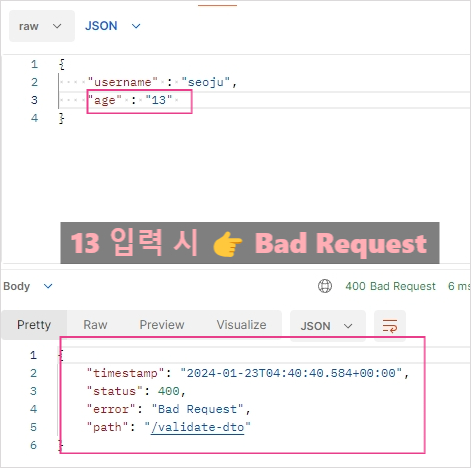 raw JSON
1 {
2 "username" : "seoju",
3 "age" : "13"
4 }
13 입력 시 👉 Bad Request
Body 400 Bad Request 6 ms
Pretty Raw Preview Visualize JSON
1 {
2 "timestamp": "2024-01-23T04:40:40.584+00:00",
3 "status": 400,
4 "error": "Bad Request",
5 "path": "/validate-dto"
6 }